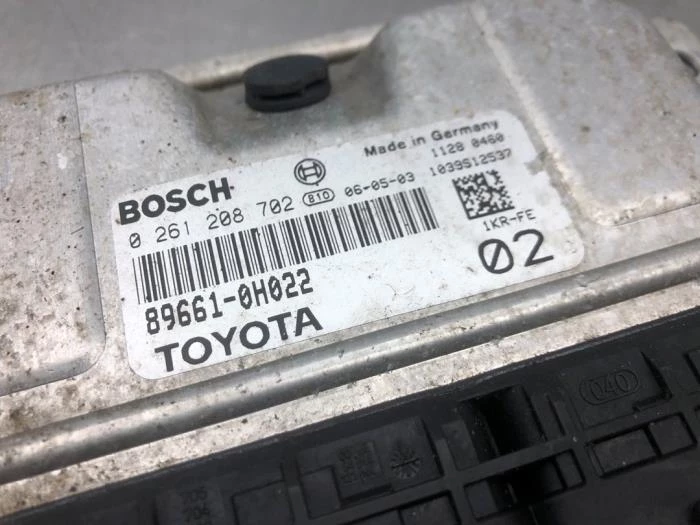 Made in Germany
1128 0460
BOSCH
0 261 208 702 B10 06-05-03 1039S12537
1KR-FE
89661-0H022
02
TOYOTA
040